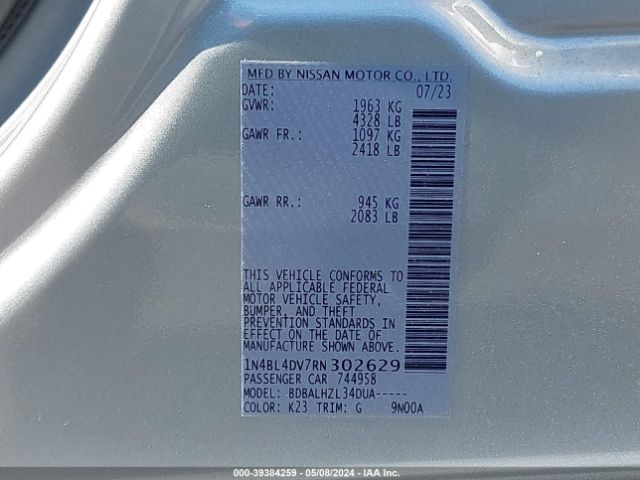 MFD BY NISSAN MOTOR CO., LTD.
DATE: 07/23
GVWR: 1963 KG
4328 LB
GAWR FR.: 1097 KG
2418 LB
GAWR RR.: 945 KG
2083 LB
THIS VEHICLE CONFORMS TO
ALL APPLICABLE FEDERAL
MOTOR VEHICLE SAFETY,
BUMPER, AND THEFT
PREVENTION STANDARDS IN
EFFECT ON THE DATE OF
MANUFACTURE SHOWN ABOVE.
1N4BL4DV7RN302629
PASSENGER CAR 744958
MODEL: BDBALHZL34DUA-----
COLOR: K23 TRIM: G 9N00A
000-39384259 - 05/08/2024 - IAA Inc.